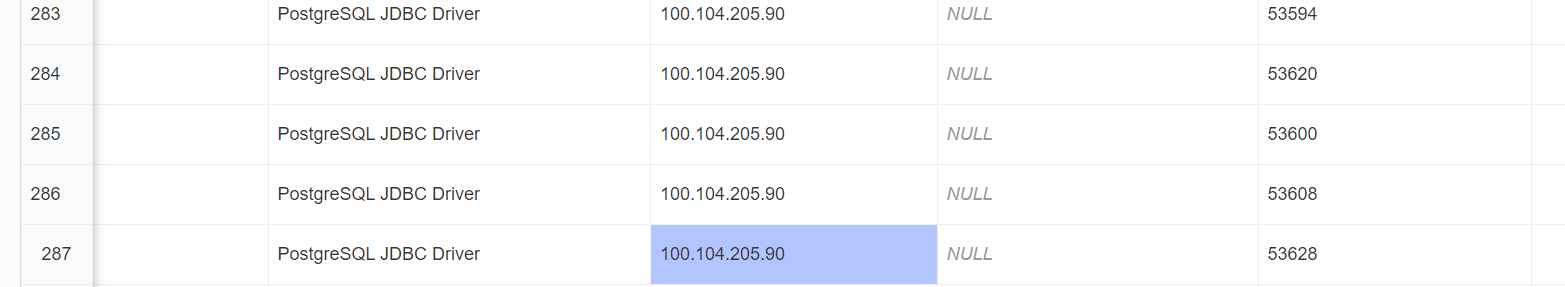 283 PostgreSQL JDBC Driver 100.104.205.90 NULL 53594
284 PostgreSQL JDBC Driver 100.104.205.90 NULL 53620
285 PostgreSQL JDBC Driver 100.104.205.90 NULL 53600
286 PostgreSQL JDBC Driver 100.104.205.90 NULL 53608
287 PostgreSQL JDBC Driver 100.104.205.90 NULL 53628